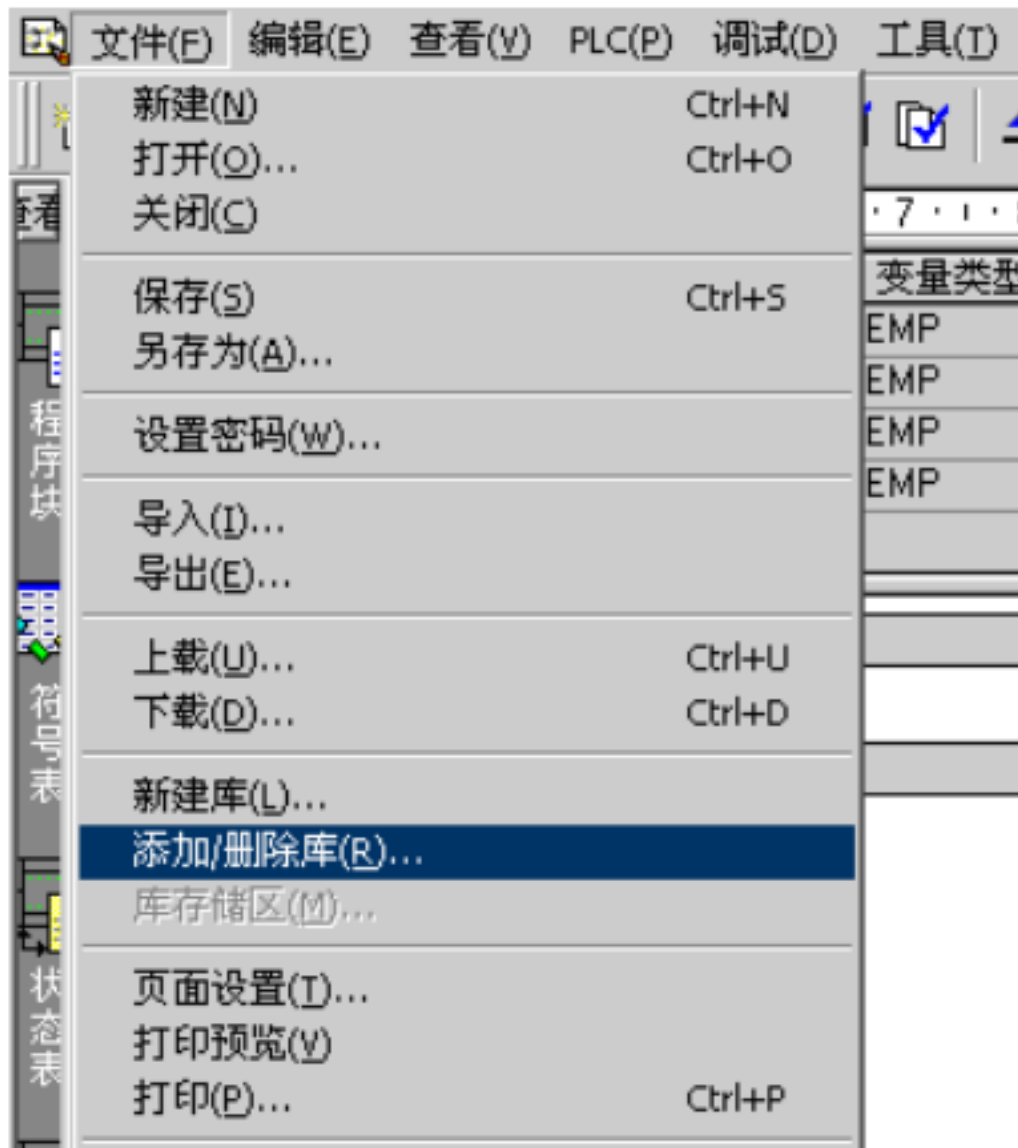 文件(F) 编辑(E) 查看(V) PLC(P) 调试(D) 工具(T)
新建(N) Ctrl+N
打开(O)... Ctrl+O
关闭(C)
保存(S) Ctrl+S
另存为(A)...
设置密码(W)...
导入(I)...
导出(E)...
上载(U)... Ctrl+U
下载(D)... Ctrl+D
新建库(L)...
添加/删除库(R)...
库存储区(M)...
页面设置(T)...
打印预览(V)
打印(P)... Ctrl+P
查看
程序块
符号表
状态表
· 7 · ı ·
变量类型
EMP
EMP
EMP
EMP